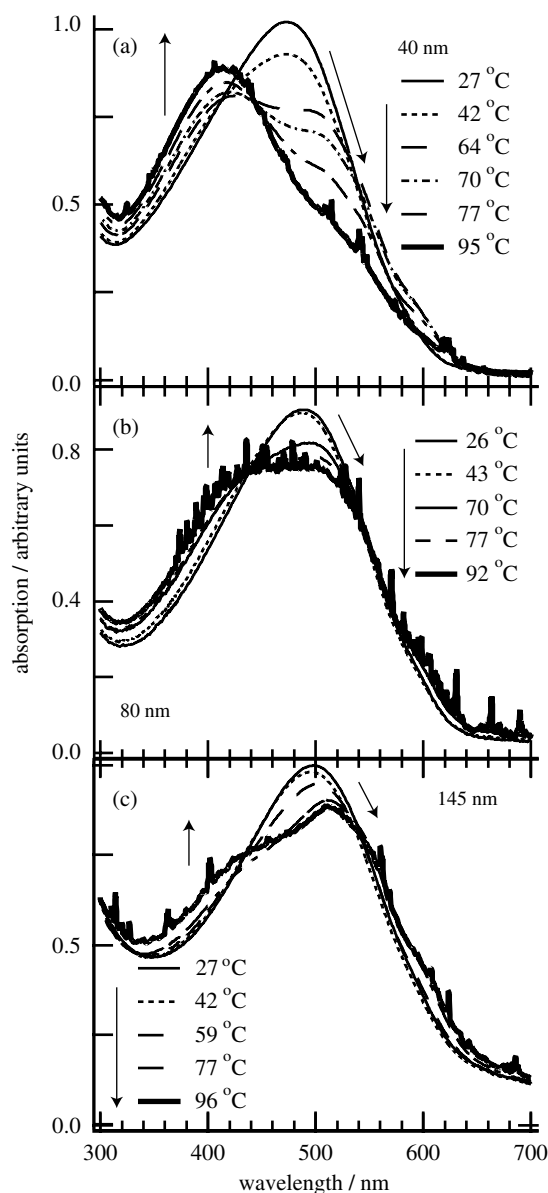 1.0
(a)
40 nm
27 °C
42 °C
64 °C
70 °C
77 °C
95 °C
0.5
0.0
(b)
0.8
26 °C
43 °C
70 °C
77 °C
92 °C
absorption / arbitrary units
0.4
80 nm
0.0
(c)
145 nm
0.5
27 °C
42 °C
59 °C
77 °C
96 °C
0.0
300 400 500 600 700
wavelength / nm